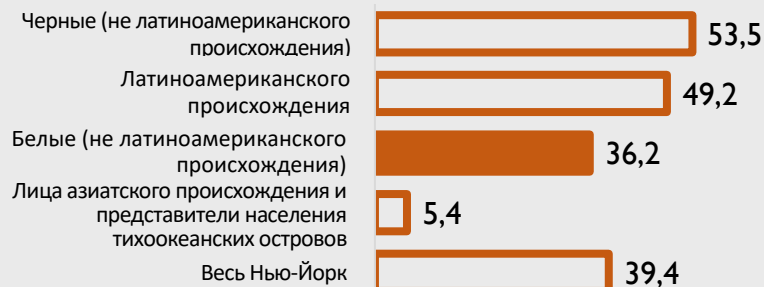 Черные (не латиноамериканского
происхождения)
53,5
Латиноамериканского
происхождения
49,2
Белые (не латиноамериканского
происхождения)
36,2
Лица азиатского происхождения и
представители населения
тихоокеанских островов
5,4
Весь Нью-Йорк
39,4